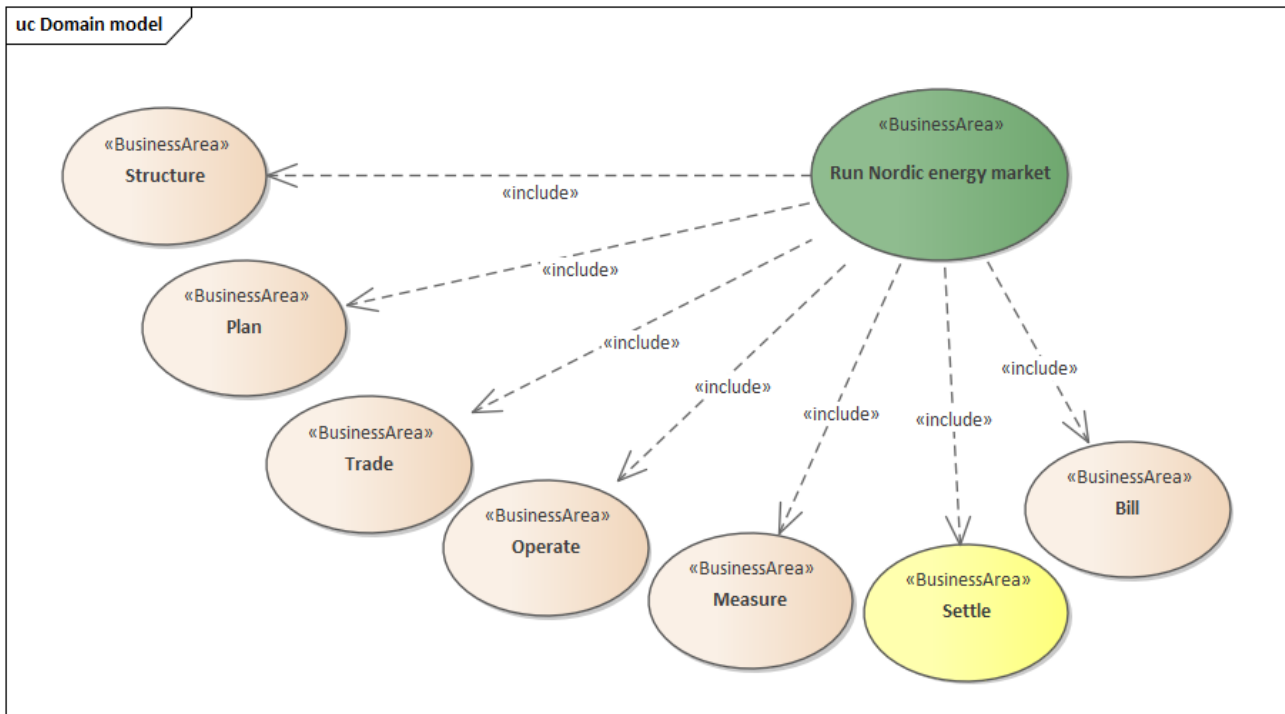 uc Domain model
«BusinessArea»
Run Nordic energy market
«BusinessArea»
Structure
«include»
«include»
«BusinessArea»
Plan
«include»
«include»
«include»
«include»
«include»
«BusinessArea»
Trade
«BusinessArea»
Operate
«BusinessArea»
Measure
«BusinessArea»
Settle
«BusinessArea»
Bill